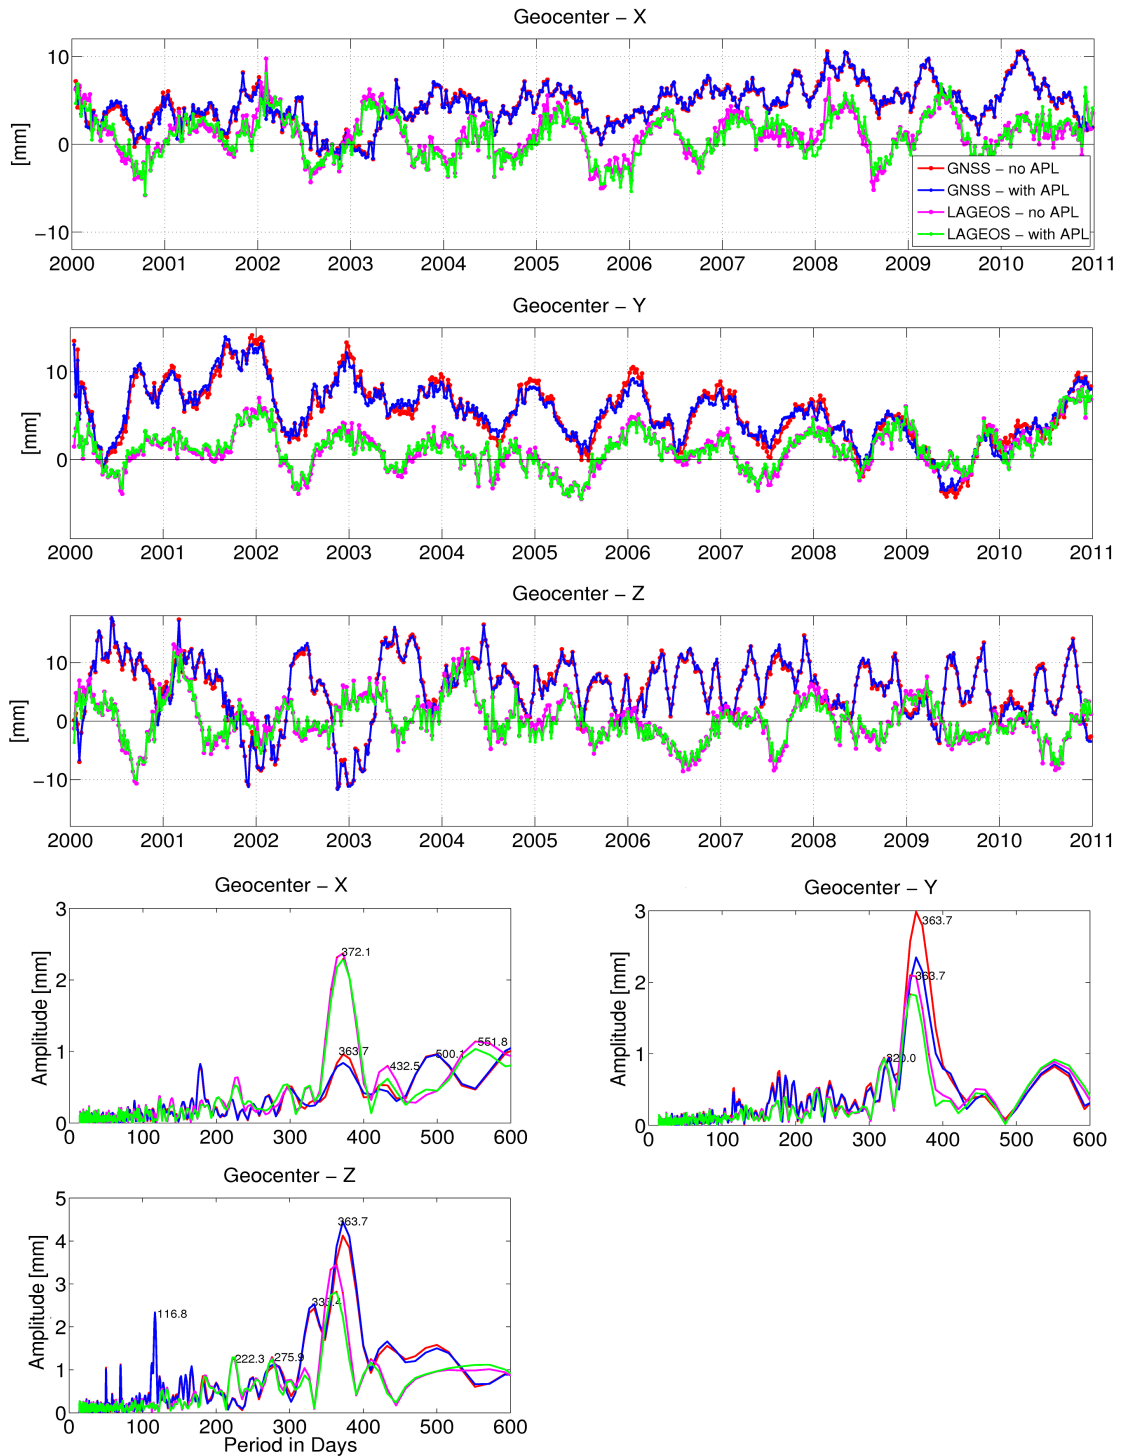 Geocenter – X
10
0
−10
[mm]
2000 2001 2002 2003 2004 2005 2006 2007 2008 2009 2010 2011
GNSS – no APL
GNSS – with APL
LAGEOS – no APL
LAGEOS – with APL
Geocenter – Y
10
0
[mm]
2000 2001 2002 2003 2004 2005 2006 2007 2008 2009 2010 2011
Geocenter – Z
10
0
−10
[mm]
2000 2001 2002 2003 2004 2005 2006 2007 2008 2009 2010 2011
Geocenter – X
3
2
1
0
Amplitude [mm]
372.1
363.7
432.5
500.1
551.8
0 100 200 300 400 500 600
Geocenter – Y
3
2
1
0
Amplitude [mm]
363.7
363.7
320.0
0 100 200 300 400 500 600
Geocenter – Z
5
4
3
2
1
0
Amplitude [mm]
363.7
116.8
222.3
275.9
0 100 200 300 400 500 600
Period in Days